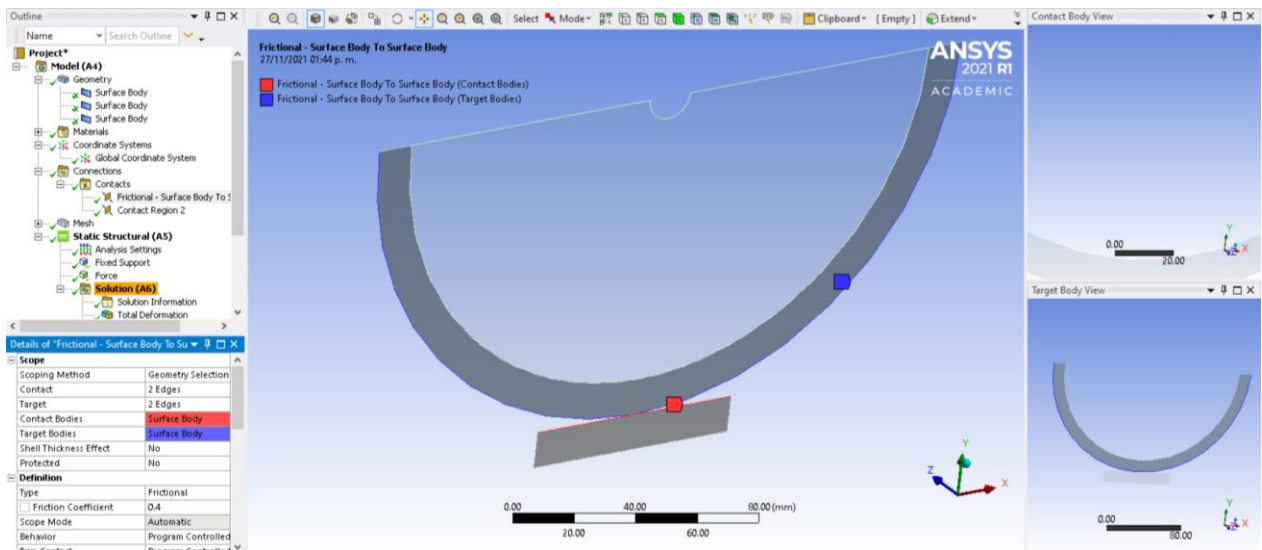 Outline
Name
Search Outline
Project*
Model (A4)
Geometry
Surface Body
Surface Body
Surface Body
Materials
Coordinate Systems
Global Coordinate System
Connections
Contacts
Frictional - Surface Body To S
Contact Region 2
Mesh
Static Structural (A5)
Analysis Settings
Fixed Support
Force
Solution (A6)
Solution Information
Total Deformation
Details of "Frictional - Surface Body To Su
Scope
Scoping Method Geometry Selection
Contact 2 Edges
Target 2 Edges
Contact Bodies Surface Body
Target Bodies Surface Body
Shell Thickness Effect No
Protected No
Definition
Type Frictional
Friction Coefficient 0.4
Scope Mode Automatic
Behavior Program Controlled
Trim Contact Program Controlled
Select Mode Clipboard [ Empty ] Extend
Frictional - Surface Body To Surface Body
27/11/2021 01:44 p. m.
Frictional - Surface Body To Surface Body (Contact Bodies)
Frictional - Surface Body To Surface Body (Target Bodies)
ANSYS
2021 R1
ACADEMIC
Y
Z
X
0.00 40.00 80.00 (mm)
20.00 60.00
Contact Body View
0.00
20.00
Y
Z X
Target Body View
0.00
80.00
Y
Z X